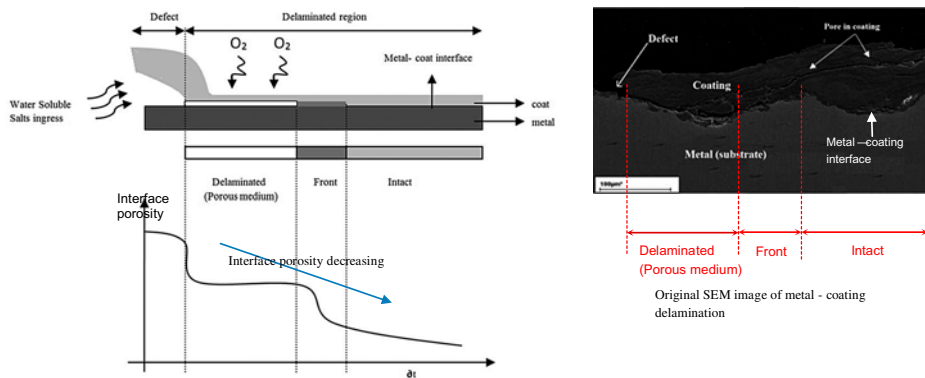 Defect
Delaminated region
O2
O2
Metal- coat interface
Water Soluble
Salts ingress
coat
metal
Delaminated
(Porous medium)
Front
Intact
Interface
porosity
Interface porosity decreasing
∂t
Defect
Pore in coating
Coating
Metal (substrate)
Metal —coating
interface
Delaminated
(Porous medium)
Front
Intact
Original SEM image of metal - coating
delamination